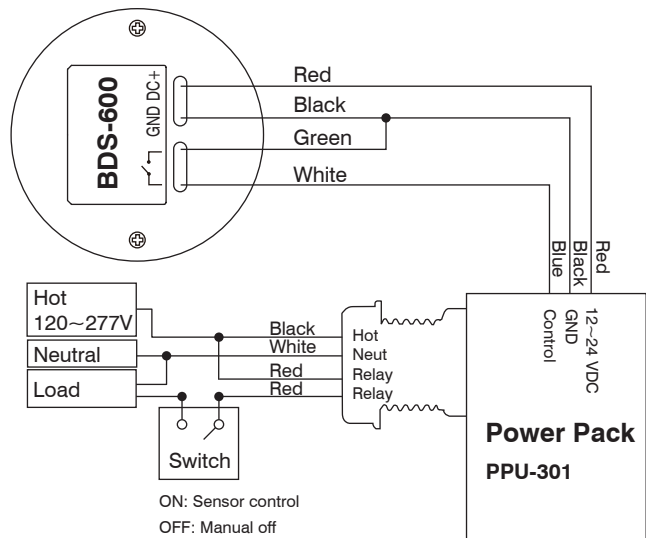 BDS-600
GND DC+
Red
Black
Green
White
Blue
Black
Red
Hot
120~277V
Neutral
Load
Black
White
Red
Red
Hot
Neut
Relay
Relay
Control
GND
12~24 VDC
Power Pack
PPU-301
Switch
ON: Sensor control
OFF: Manual off